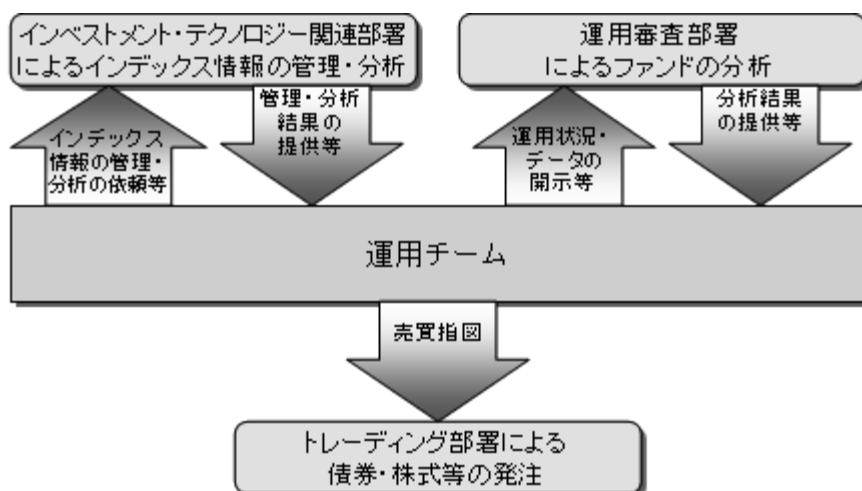 インベストメント・テクノロジー関連部署
によるインデックス情報の管理・分析
運用審査部署
によるファンドの分析
インデックス
情報の管理・
分析の依頼等
管理・分析
結果の
提供等
運用状況・
データの
開示等
分析結果
の提供等
運用チーム
売買指図
トレーディング部署による
債券・株式等の発注